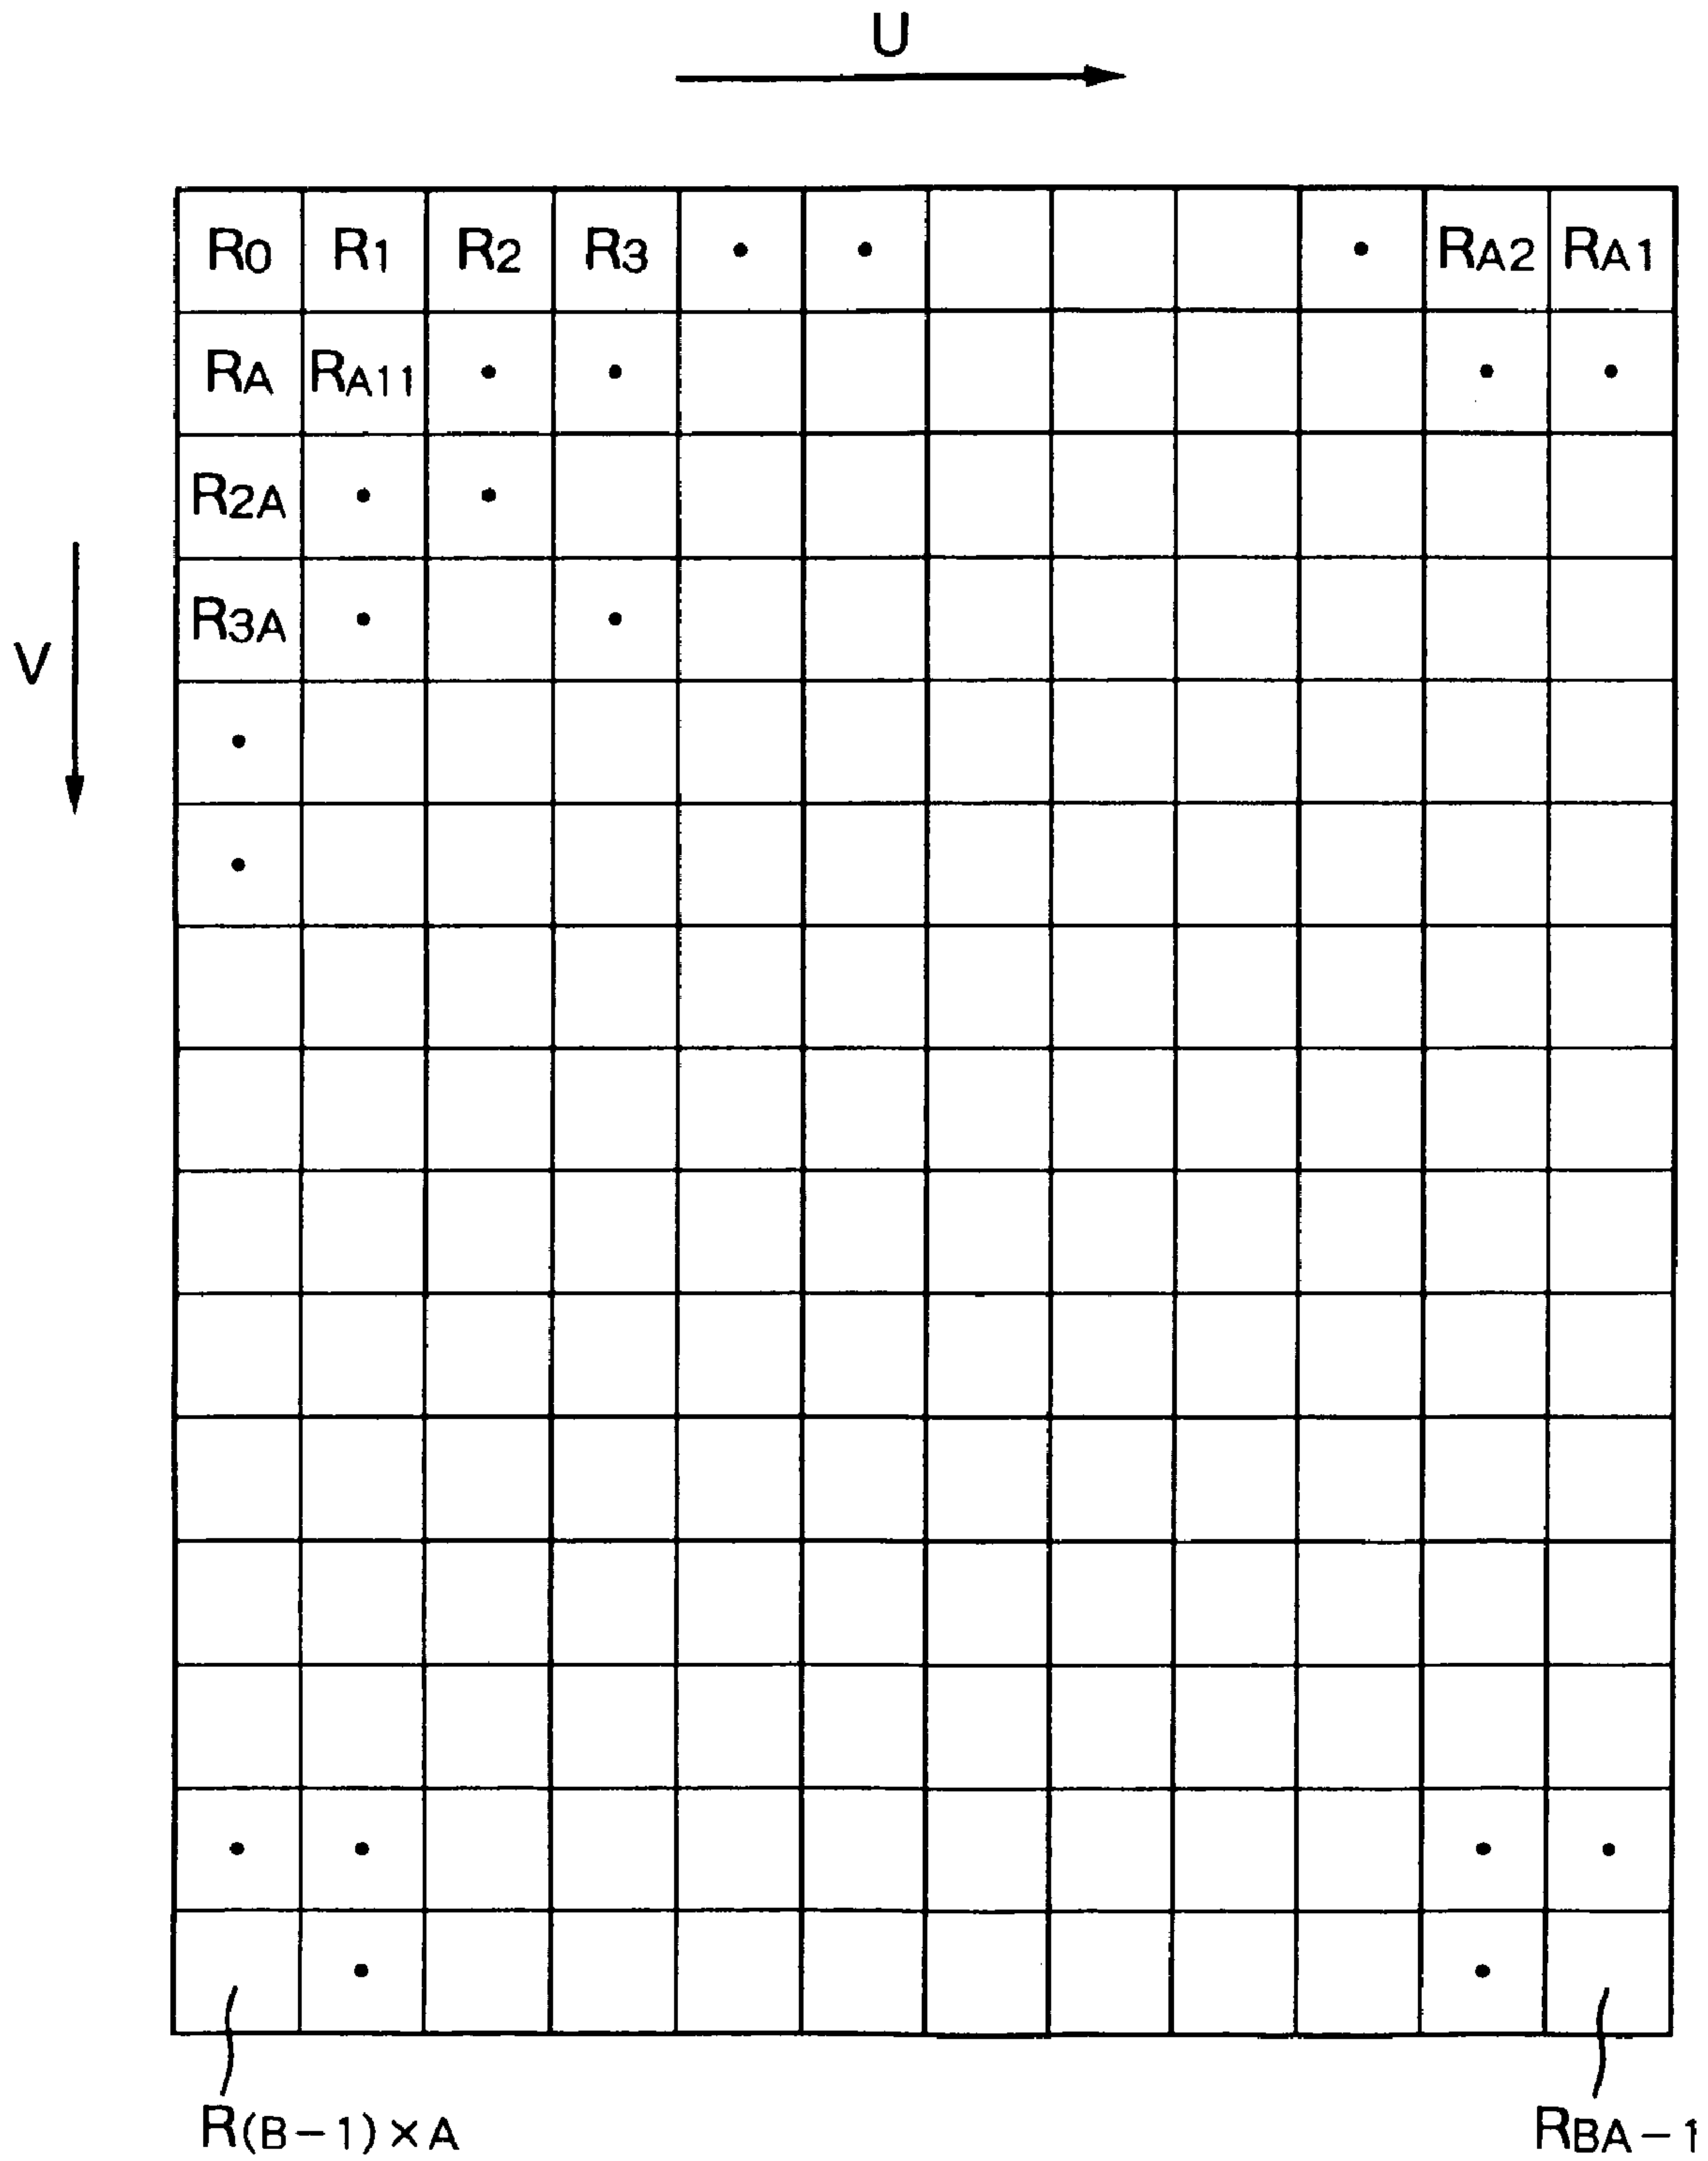 U
R0 R1 R2 R3 • • • RA2 RA1
RA RA11 • • • •
R2A • •
R3A • •
V
•
•
• • • •
• •
R(B-1)×A RBA-1